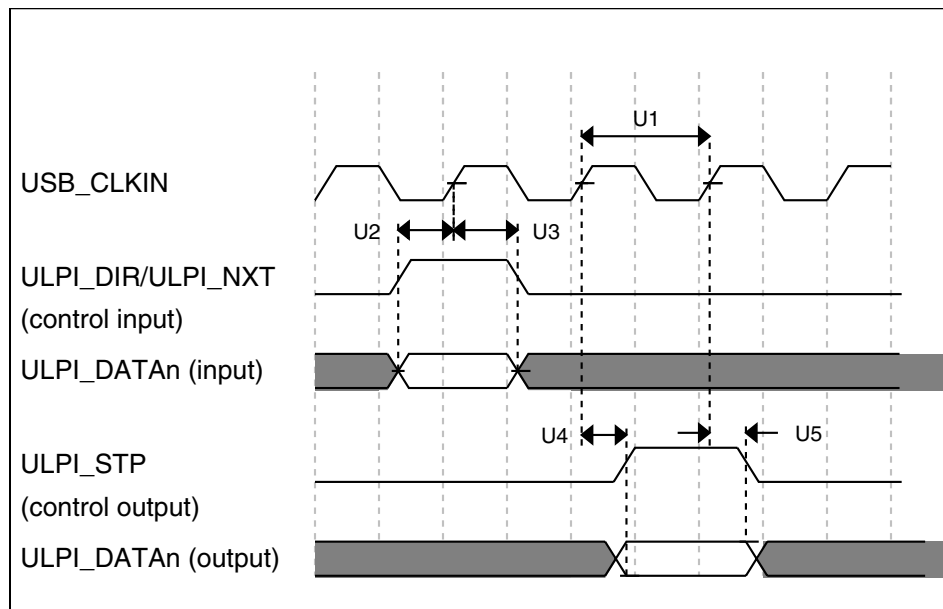 U1
USB_CLKIN
U2
U3
ULPI_DIR/ULPI_NXT
(control input)
ULPI_DATAn (input)
U4
U5
ULPI_STP
(control output)
ULPI_DATAn (output)